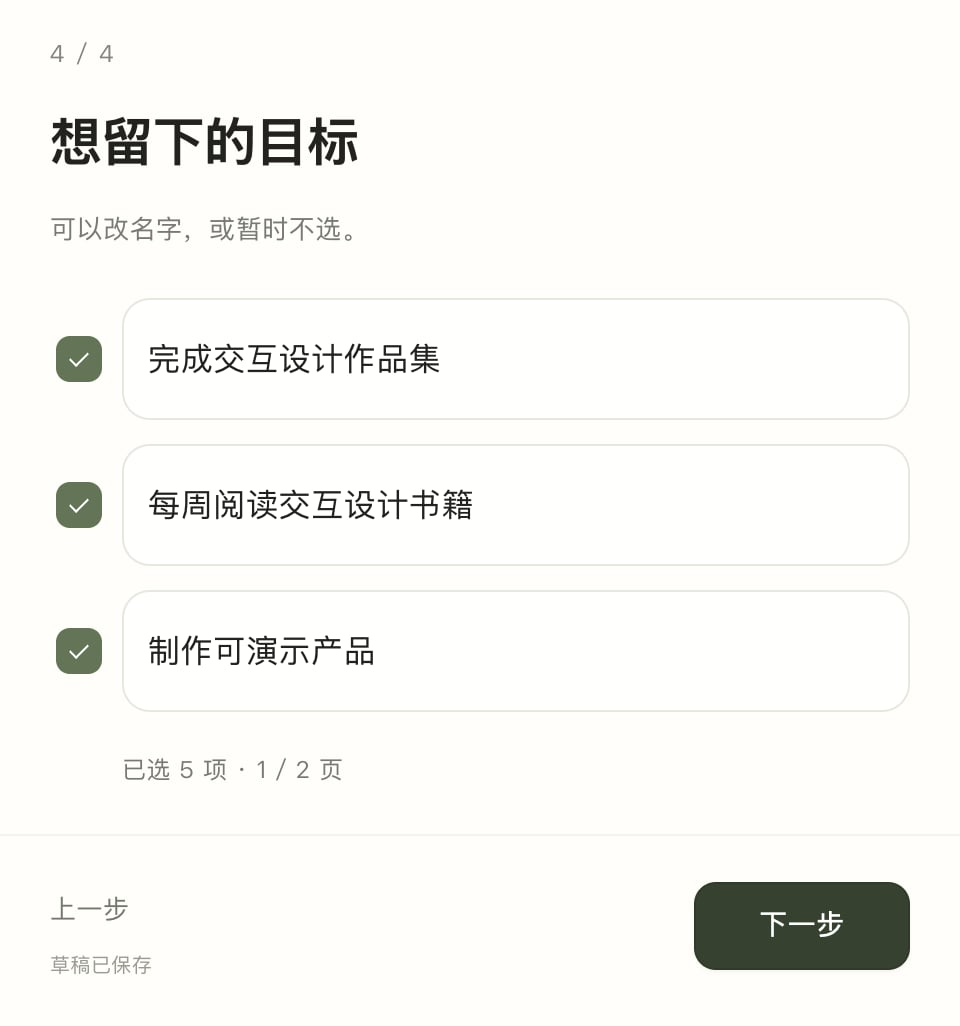 4 / 4
想留下的目标
可以改名字，或暂时不选。
完成交互设计作品集
每周阅读交互设计书籍
制作可演示产品
已选 5 项 · 1 / 2 页
上一步
下一步
草稿已保存